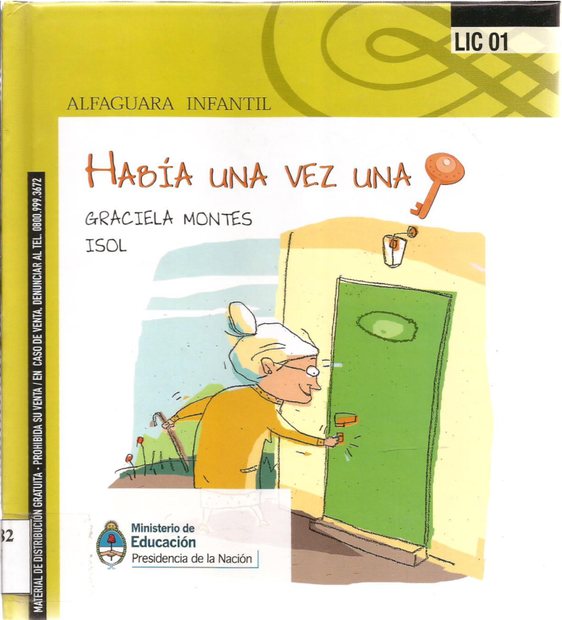 LIC 01
ALFAGUARA INFANTIL
HABÍA UNA VEZ UNA
GRACIELA MONTES
ISOL
MATERIAL DE DISTRIBUCIÓN GRATUITA - PROHIBIDA SU VENTA / EN CASO DE VENTA, DENUNCIAR AL TEL. 0800.999.3672
32
Ministerio de
Educación
Presidencia de la Nación